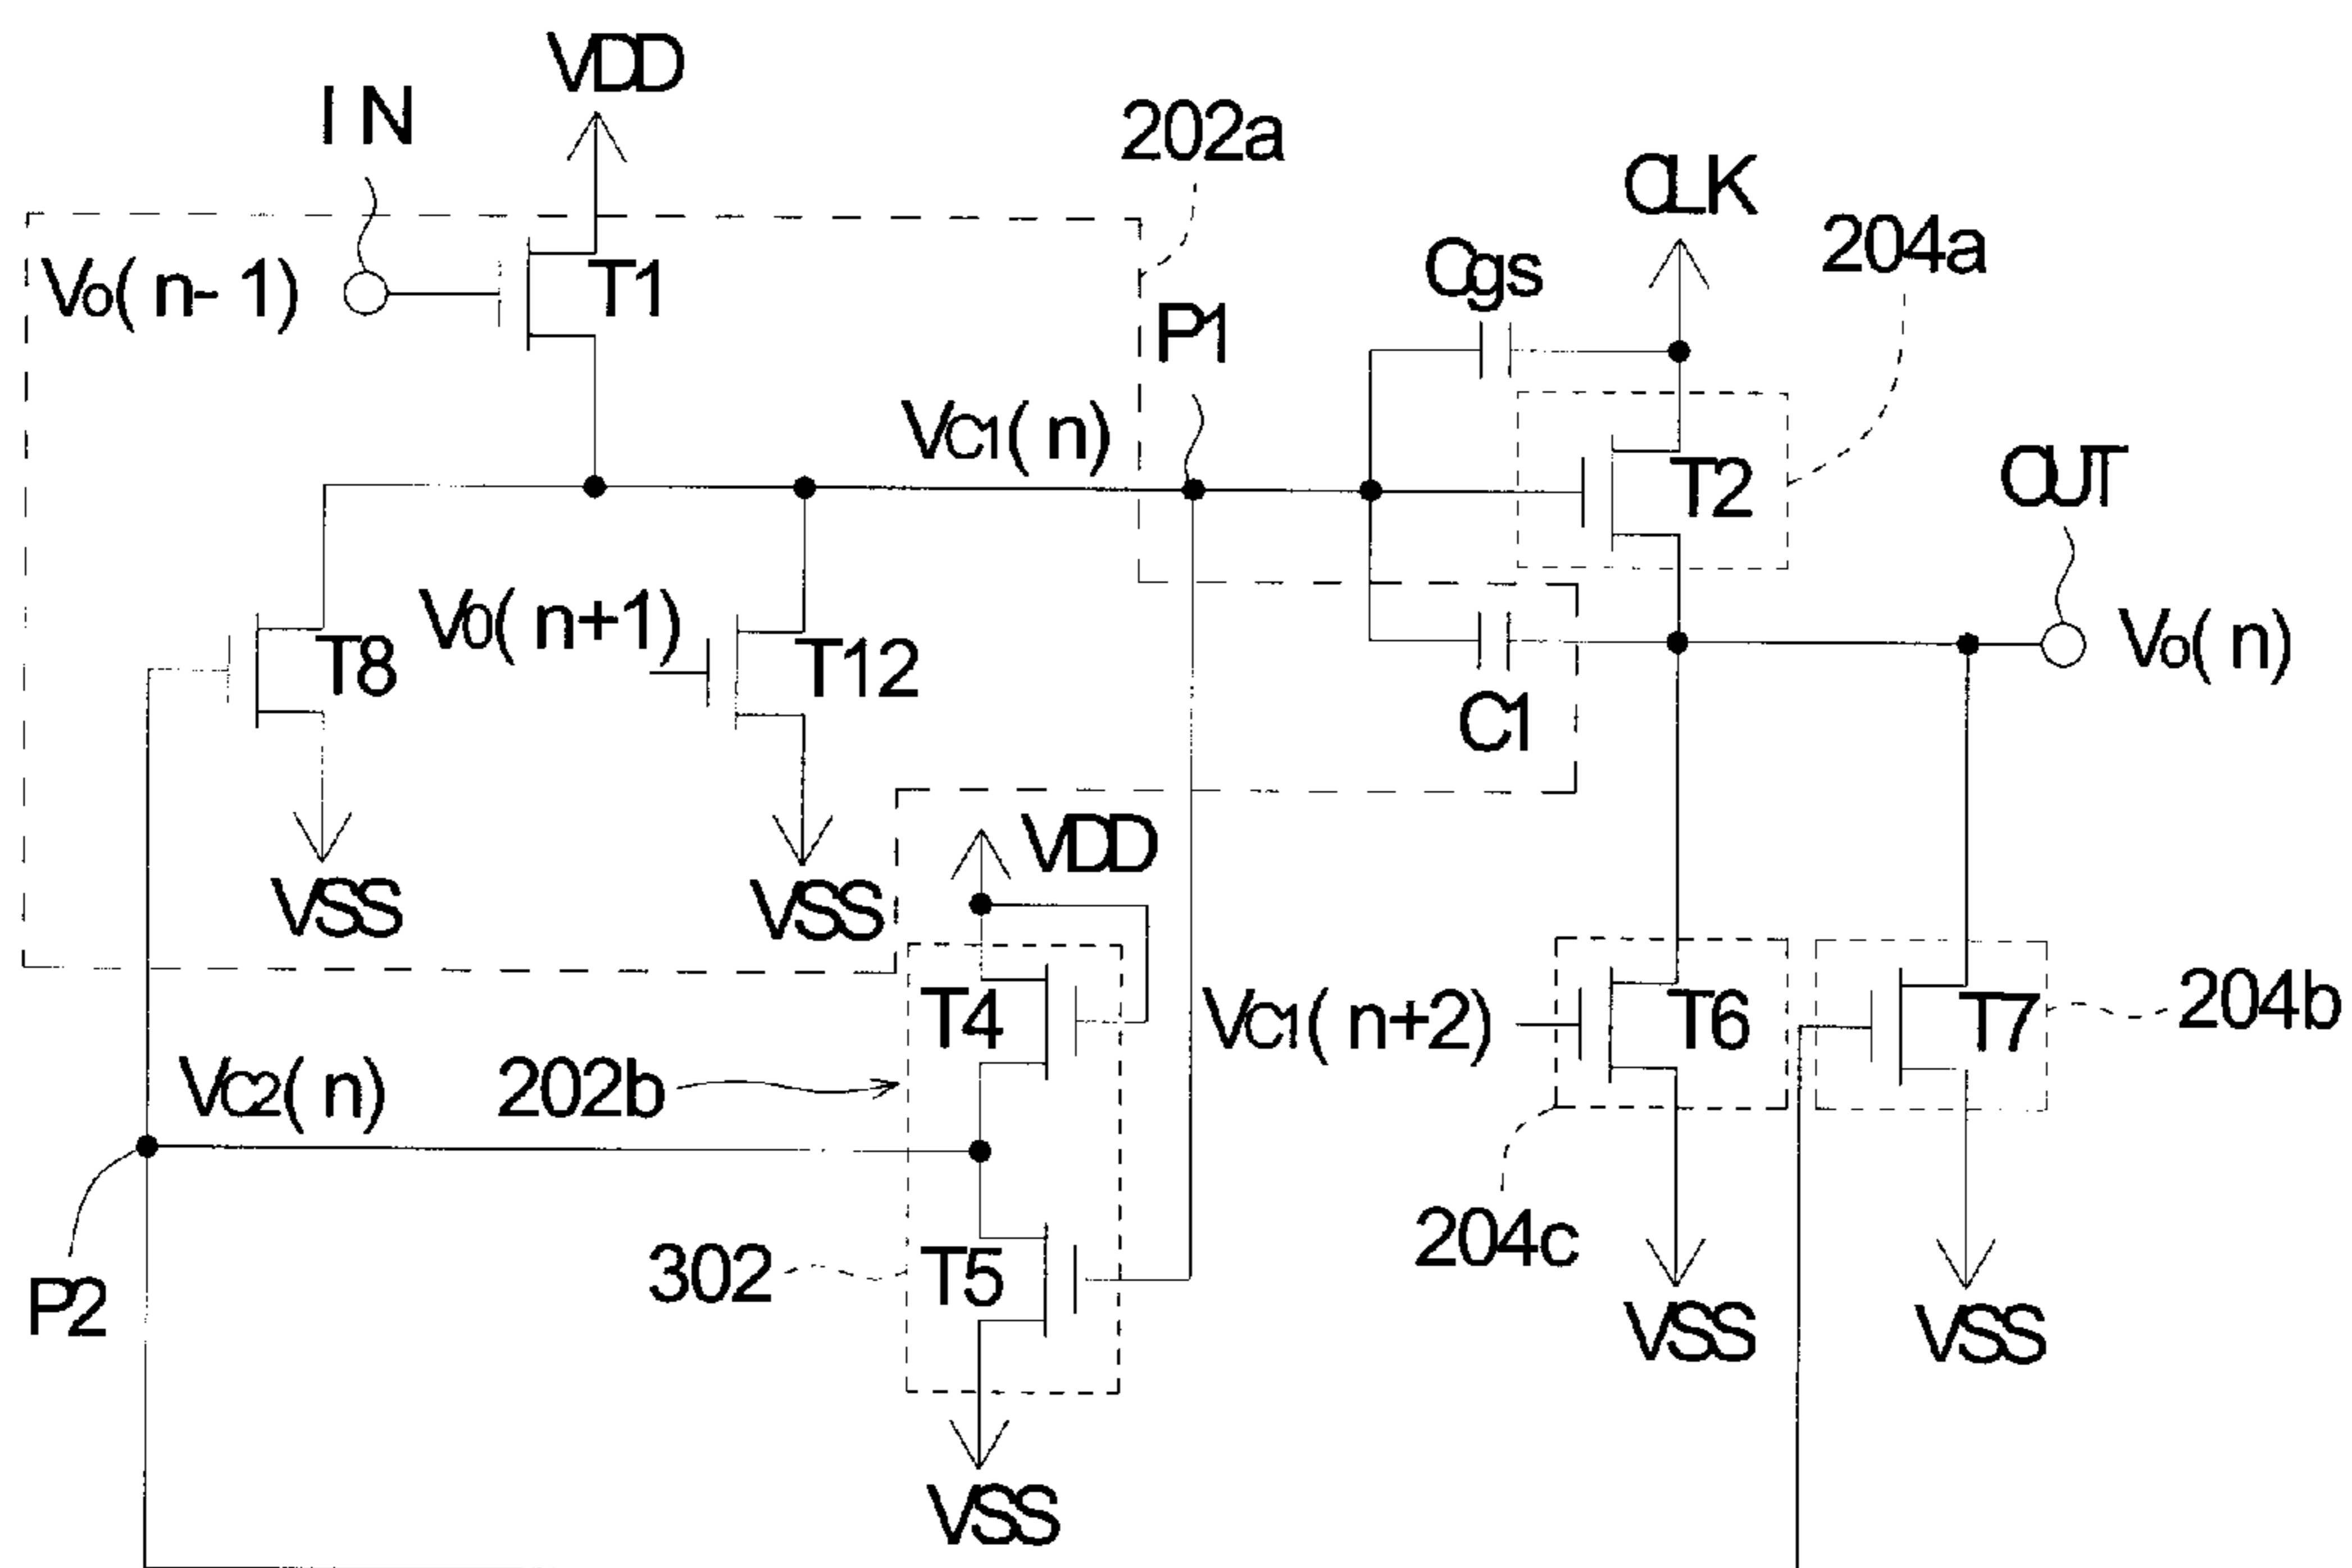 VDD
IN
202a
CLK
204a
Vo(n-1)
T1
Cgs
P1
VC1(n)
T2
OUT
V0(n+1)
T8
T12
Vo(n)
C1
VDD
VSS
VSS
T4
VC1(n+2)
T6
T7
204b
VC2(n)
202b
204c
302
T5
P2
VSS
VSS
VSS